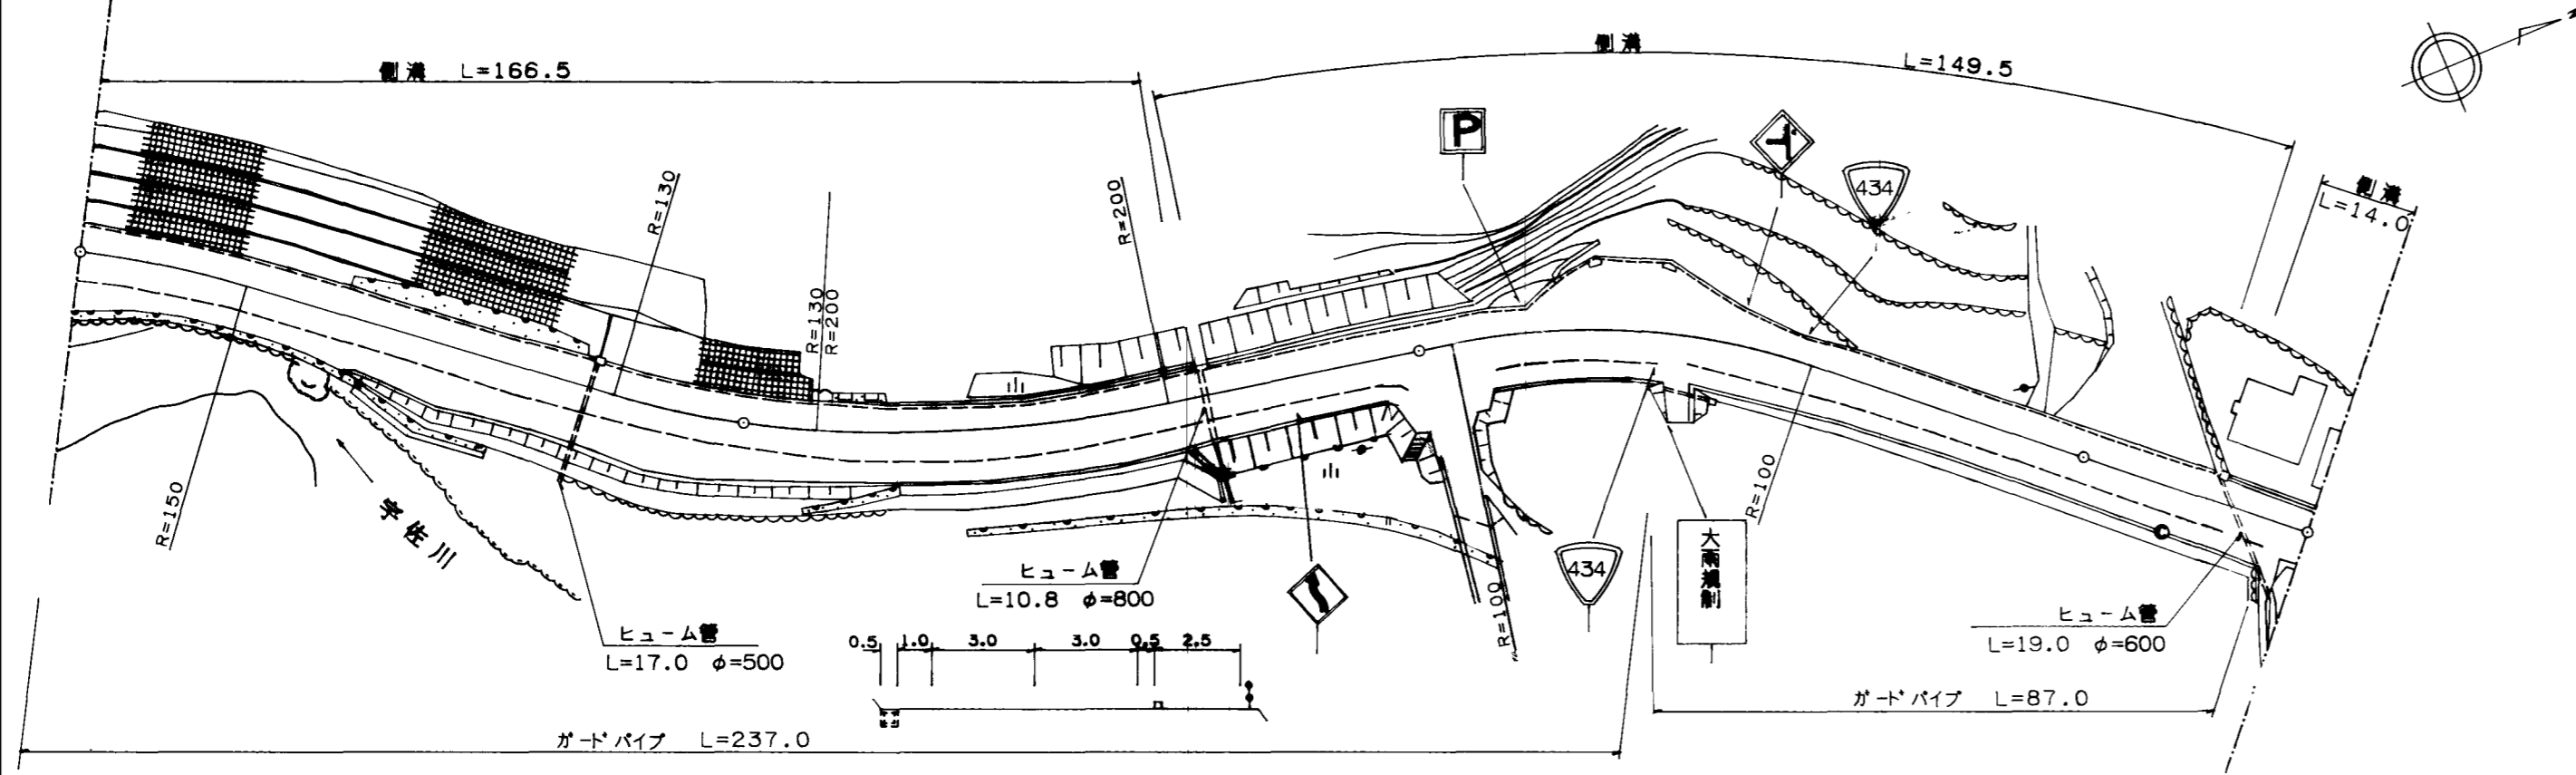 側溝 L=166.5
側溝
L=149.5
側溝
L=14.0
P
434
R=130
R=200
R=130
R=200
R=150
宇佐川
R=100
R=100
434
大雨規制
ヒューム管
L=17.0 φ=500
ヒューム管
L=10.8 φ=800
ヒューム管
L=19.0 φ=600
0.5 1.0 3.0 3.0 0.5 2.5
ガードパイプ L=237.0
ガードパイプ L=87.0